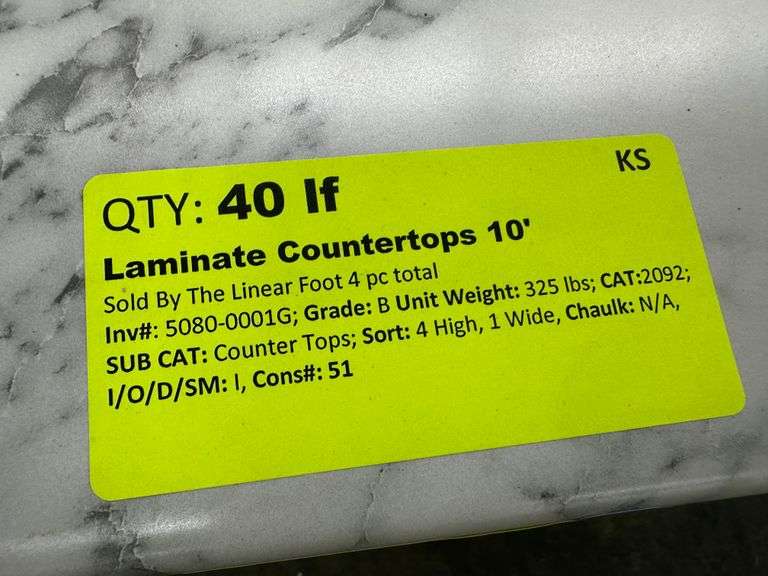 KS
QTY: 40 lf
Laminate Countertops 10'
Sold By The Linear Foot 4 pc total
Inv#: 5080-0001G; Grade: B Unit Weight: 325 lbs; CAT:2092;
SUB CAT: Counter Tops; Sort: 4 High, 1 Wide, Chaulk: N/A,
I/O/D/SM: I, Cons#: 51